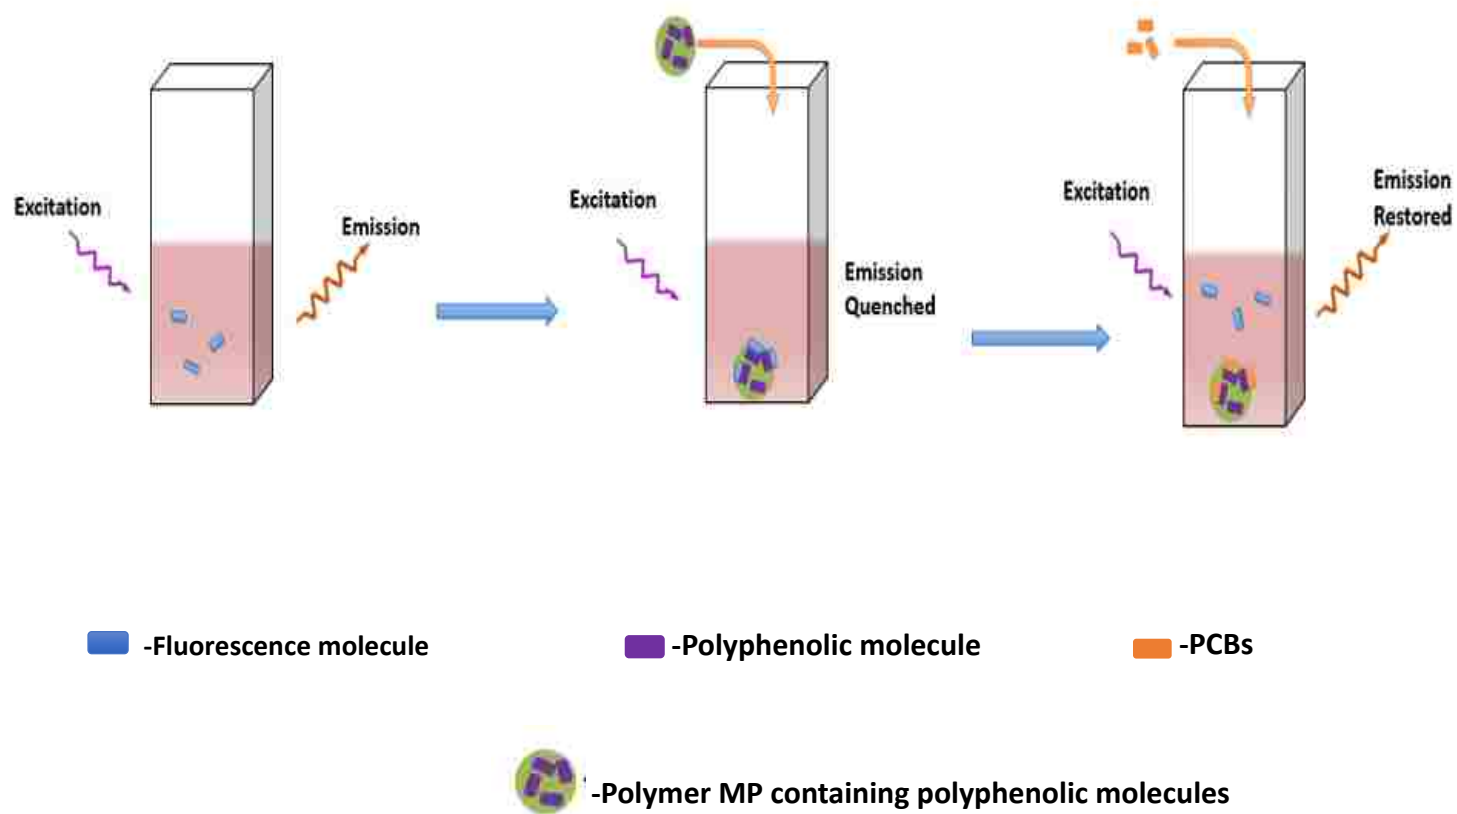 Excitation
Emission
Excitation
Emission
Quenched
Excitation
Emission
Restored
-Fluorescence molecule
-Polyphenolic molecule
-PCBs
-Polymer MP containing polyphenolic molecules